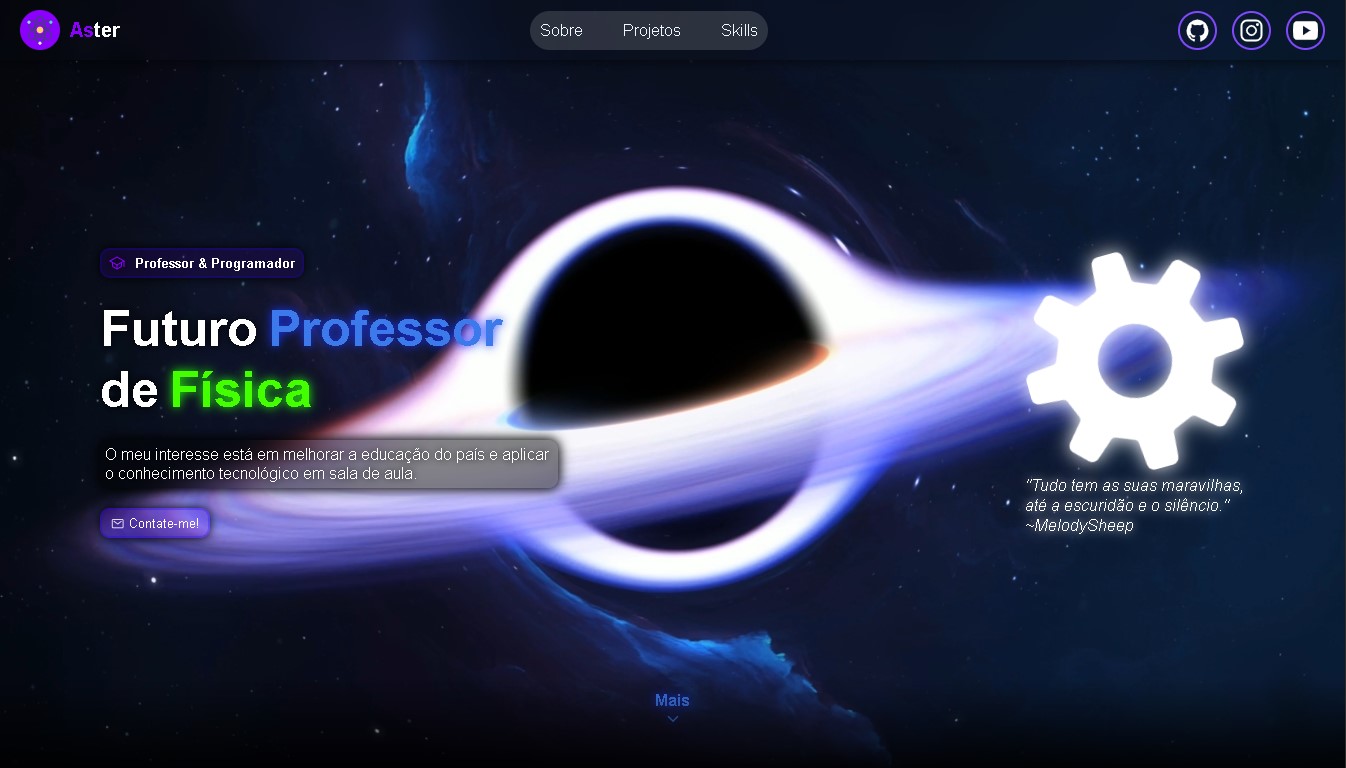 Aster
Sobre Projetos Skills
Professor & Programador
Futuro Professor
de Física
O meu interesse está em melhorar a educação do país e aplicar
o conhecimento tecnológico em sala de aula.
Contate-me!
"Tudo tem as suas maravilhas,
até a escuridão e o silêncio."
~MelodySheep
Mais